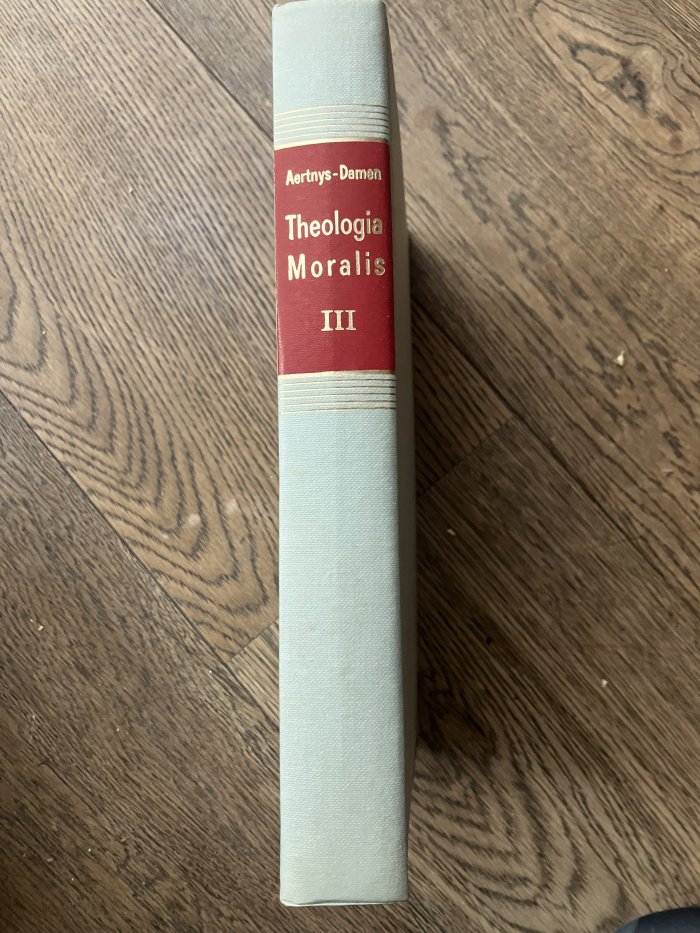 Aertnys-Damen
Theologia
Moralis
III